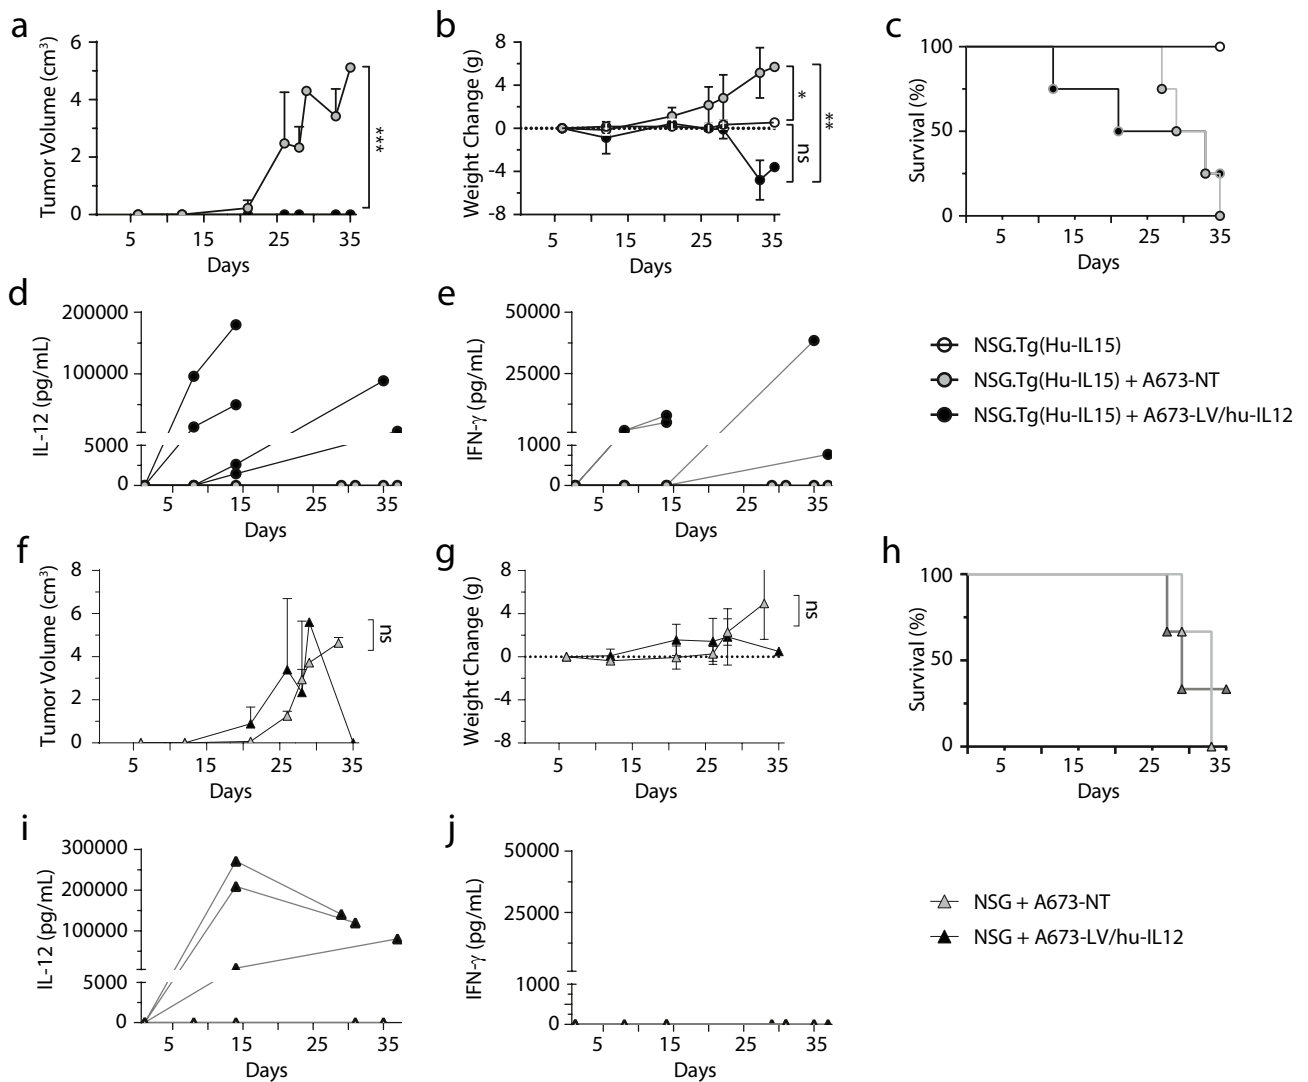 a
Tumor Volume (cm³)
6
4
2
0
5
15
25
35
Days
***
b
Weight Change (g)
8
4
0
-4
-8
5
15
25
35
Days
*
ns
**
c
Survival (%)
100
50
0
5
15
25
35
Days
d
IL-12 (pg/mL)
200000
100000
5000
0
5
15
25
35
Days
e
IFN-γ (pg/mL)
50000
25000
1000
0
5
15
25
35
Days
NSG.Tg(Hu-IL15)
NSG.Tg(Hu-IL15) + A673-NT
NSG.Tg(Hu-IL15) + A673-LV/hu-IL12
f
Tumor Volume (cm³)
8
6
4
2
0
5
15
25
35
Days
ns
g
Weight Change (g)
8
4
0
-4
-8
5
15
25
35
Days
ns
h
Survival (%)
100
50
0
5
15
25
35
Days
i
IL-12 (pg/mL)
300000
200000
100000
5000
0
5
15
25
35
Days
j
IFN-γ (pg/mL)
50000
25000
1000
0
5
15
25
35
Days
NSG + A673-NT
NSG + A673-LV/hu-IL12